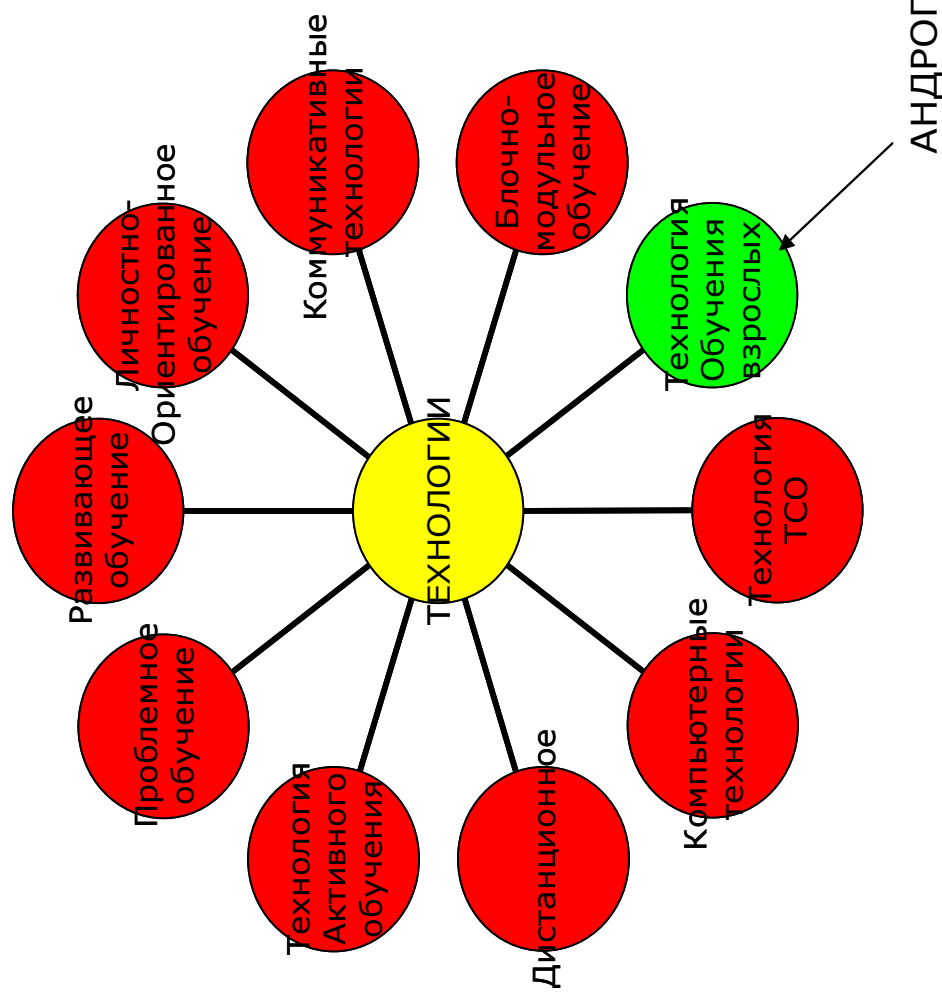 ТЕХНОЛОГИИ
Развивающее
обучение
Личностно-
Ориентированное
обучение
Коммуникативные
технологии
Блочно-
модульное
обучение
Технология
Обучения
взрослых
Технология
ТСО
Компьютерные
технологии
Дистанционное
Технология
Активного
обучения
Проблемное
обучение